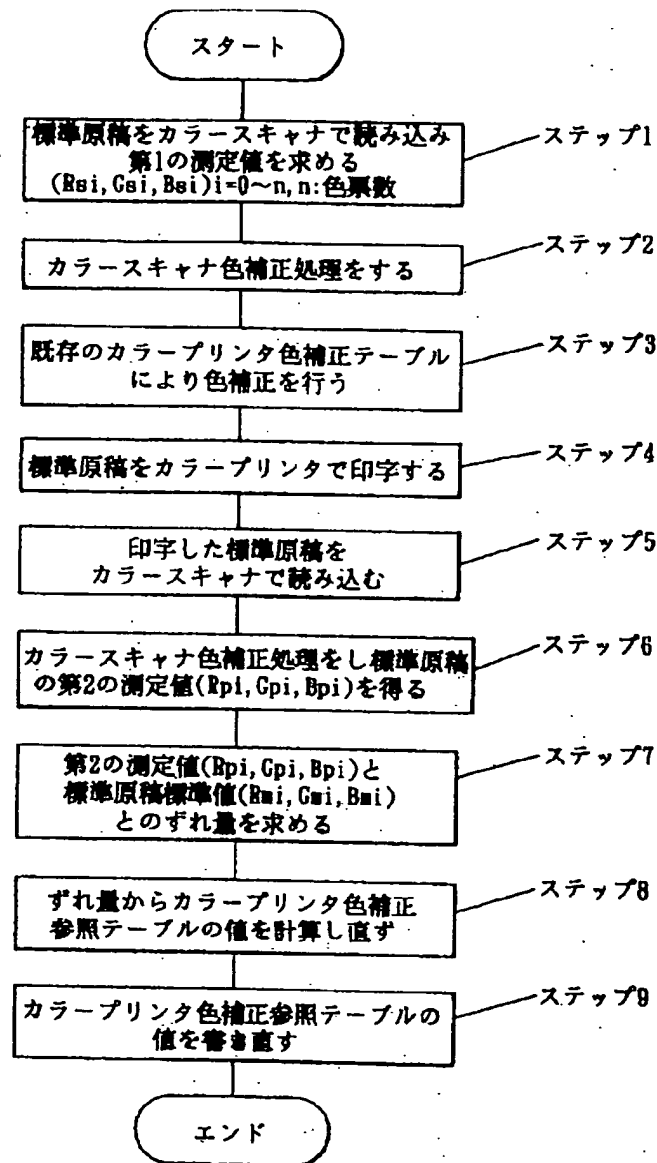 スタート
標準原稿をカラースキャナで読み込み
第1の測定値を求める
(Rsi,Gsi,Bsi)i=0～n,n:色票数
ステップ1
カラースキャナ色補正処理をする
ステップ2
既存のカラープリンタ色補正テーブル
により色補正を行う
ステップ3
標準原稿をカラープリンタで印字する
ステップ4
印字した標準原稿を
カラースキャナで読み込む
ステップ5
カラースキャナ色補正処理をし標準原稿
の第2の測定値(Rpi,Gpi,Bpi)を得る
ステップ6
第2の測定値(Rpi,Gpi,Bpi)と
標準原稿標準値(Rmi,Gmi,Bmi)
とのずれ量を求める
ステップ7
ずれ量からカラープリンタ色補正
参照テーブルの値を計算し直ず
ステップ8
カラープリンタ色補正参照テーブルの
値を書き直す
ステップ9
エンド